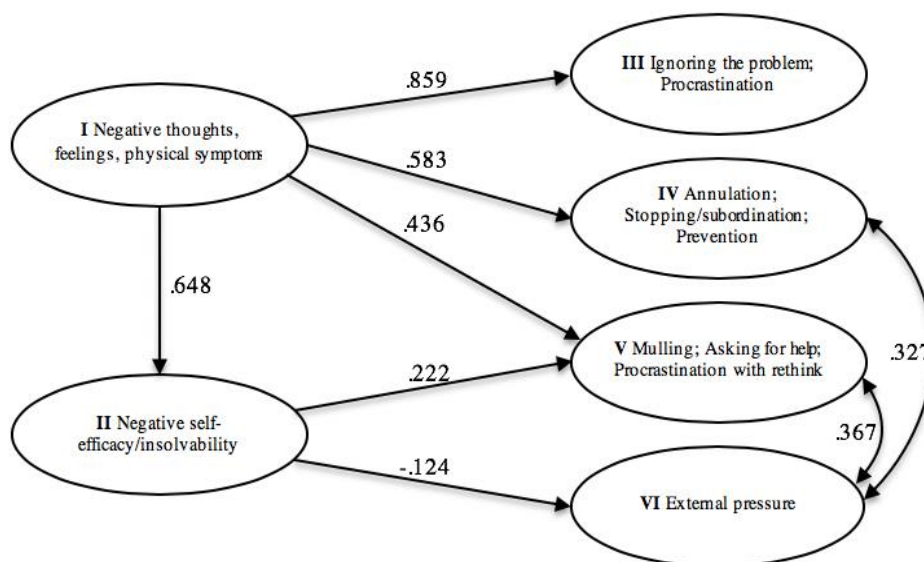 III Ignoring the problem;
Procrastination
.859
I Negative thoughts,
feelings, physical symptoms
.583
IV Annulation;
Stopping/subordination;
Prevention
.436
.648
V Mulling; Asking for help;
Procrastination with rethink
.327
.222
II Negative self-
efficacy/insolvability
.367
-.124
VI External pressure